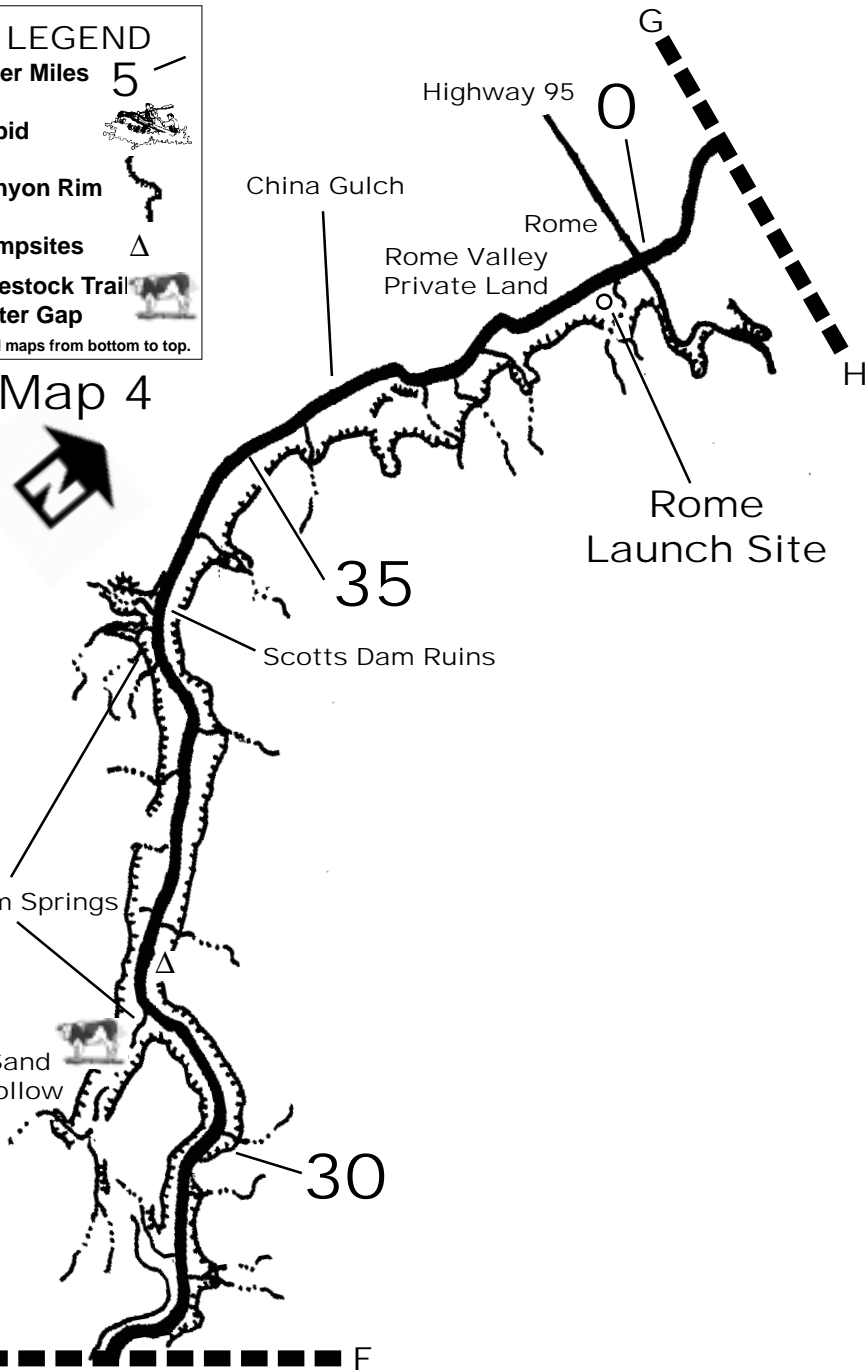 LEGEND
er Miles 5
pid
nyon Rim
mpsites Δ
estock Trail
ter Gap
d maps from bottom to top.
Map 4
N
G
Highway 95
0
China Gulch
Rome
Rome Valley
Private Land
H
Rome
Launch Site
35
Scotts Dam Ruins
m Springs
Δ
Sand
ollow
30
F